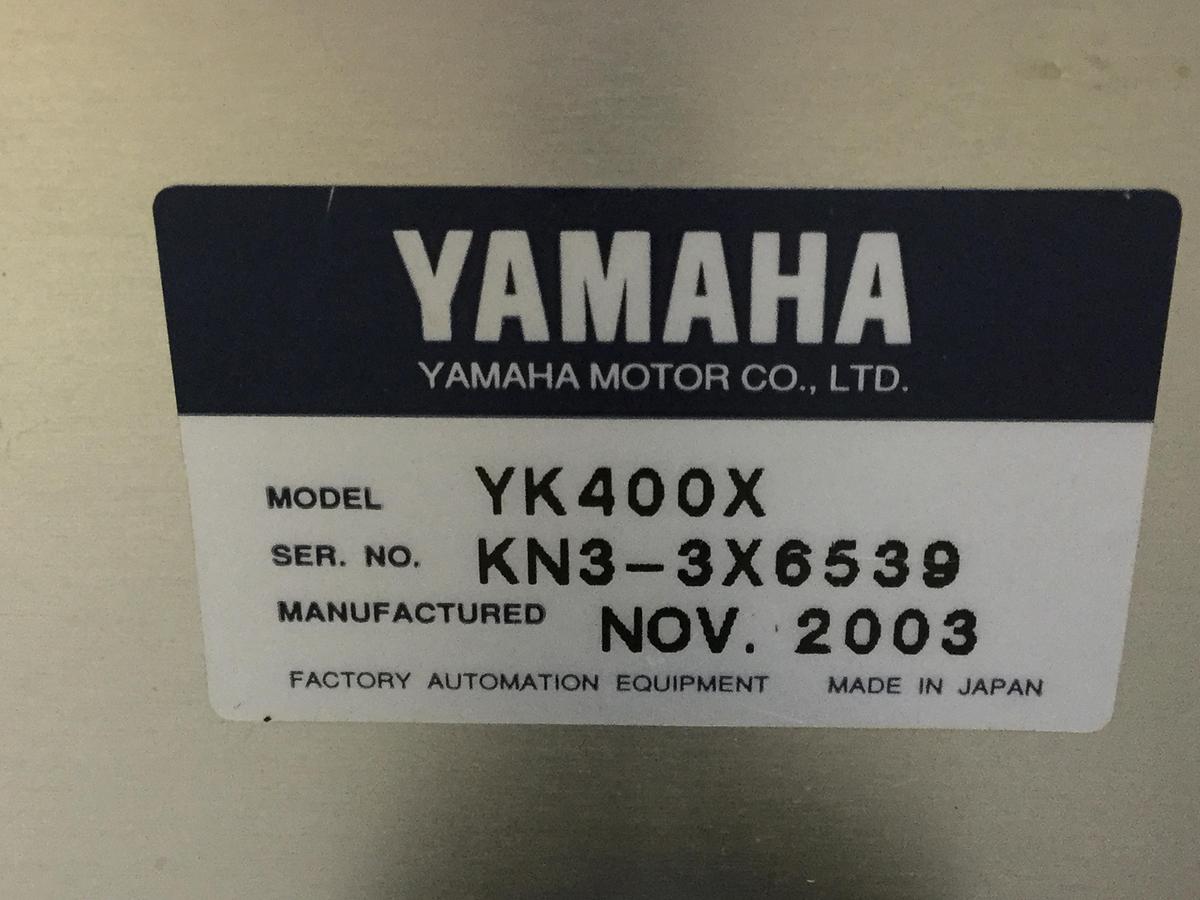 YAMAHA
YAMAHA MOTOR CO., LTD.
MODEL YK400X
SER. NO. KN3-3X6539
MANUFACTURED NOV. 2003
FACTORY AUTOMATION EQUIPMENT MADE IN JAPAN